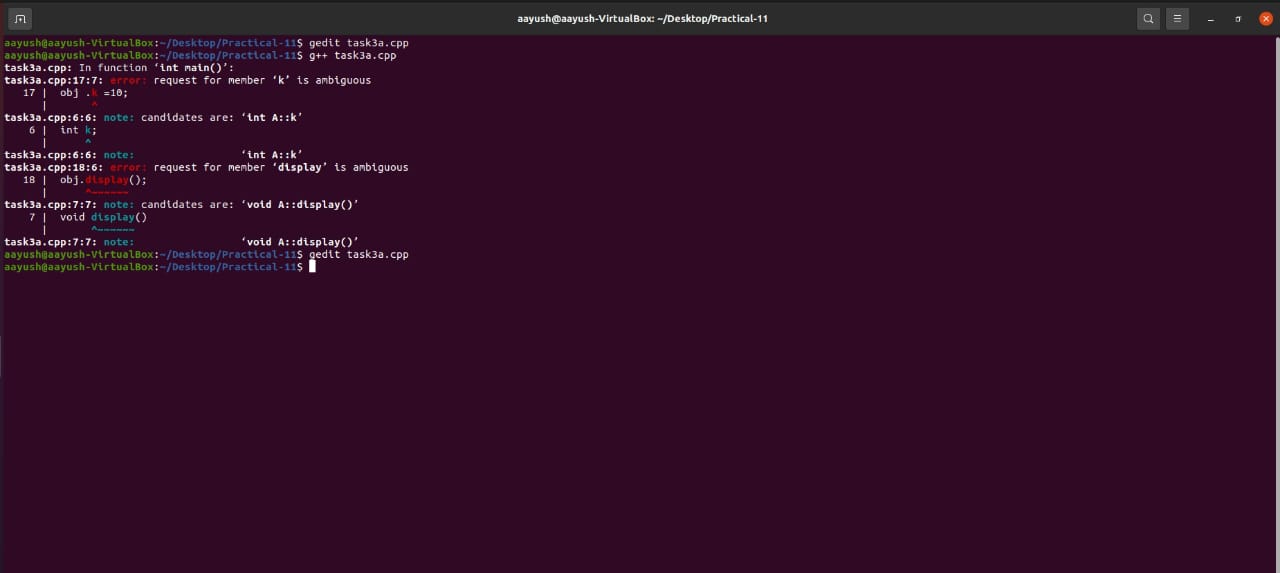 aayush@aayush-VirtualBox: ~/Desktop/Practical-11
aayush@aayush-VirtualBox:~/Desktop/Practical-11$ gedit task3a.cpp
aayush@aayush-VirtualBox:~/Desktop/Practical-11$ g++ task3a.cpp
task3a.cpp: In function ‘int main()’:
task3a.cpp:17:7: error: request for member ‘k’ is ambiguous
   17 |  obj .k =10;
      |       ^
task3a.cpp:6:6: note: candidates are: ‘int A::k’
    6 |  int k;
      |      ^
task3a.cpp:6:6: note:                 ‘int A::k’
task3a.cpp:18:6: error: request for member ‘display’ is ambiguous
   18 |  obj.display();
      |      ^~~~~~~
task3a.cpp:7:7: note: candidates are: ‘void A::display()’
    7 |  void display()
      |       ^~~~~~~
task3a.cpp:7:7: note:                 ‘void A::display()’
aayush@aayush-VirtualBox:~/Desktop/Practical-11$ gedit task3a.cpp
aayush@aayush-VirtualBox:~/Desktop/Practical-11$